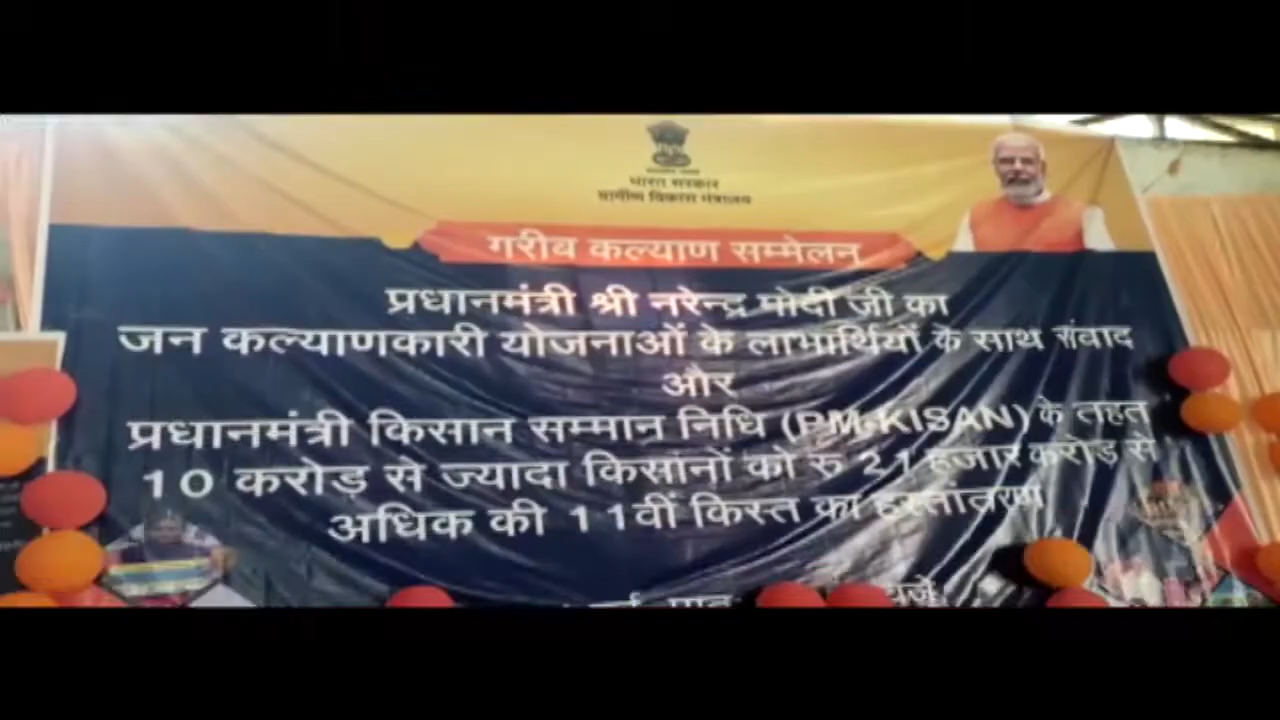 भारत सरकार
ग्रामीण विकास मंत्रालय
गरीब कल्याण सम्मेलन
प्रधानमंत्री श्री नरेन्द्र मोदी जी का
जन कल्याणकारी योजनाओं के लाभार्थियों के साथ संवाद
और
प्रधानमंत्री किसान सम्मान निधि (PM-KISAN) के तहत
10 करोड़ से ज्यादा किसानों को रु 21 हजार करोड़ से
अधिक की 11वीं किस्त का हस्तांतरण